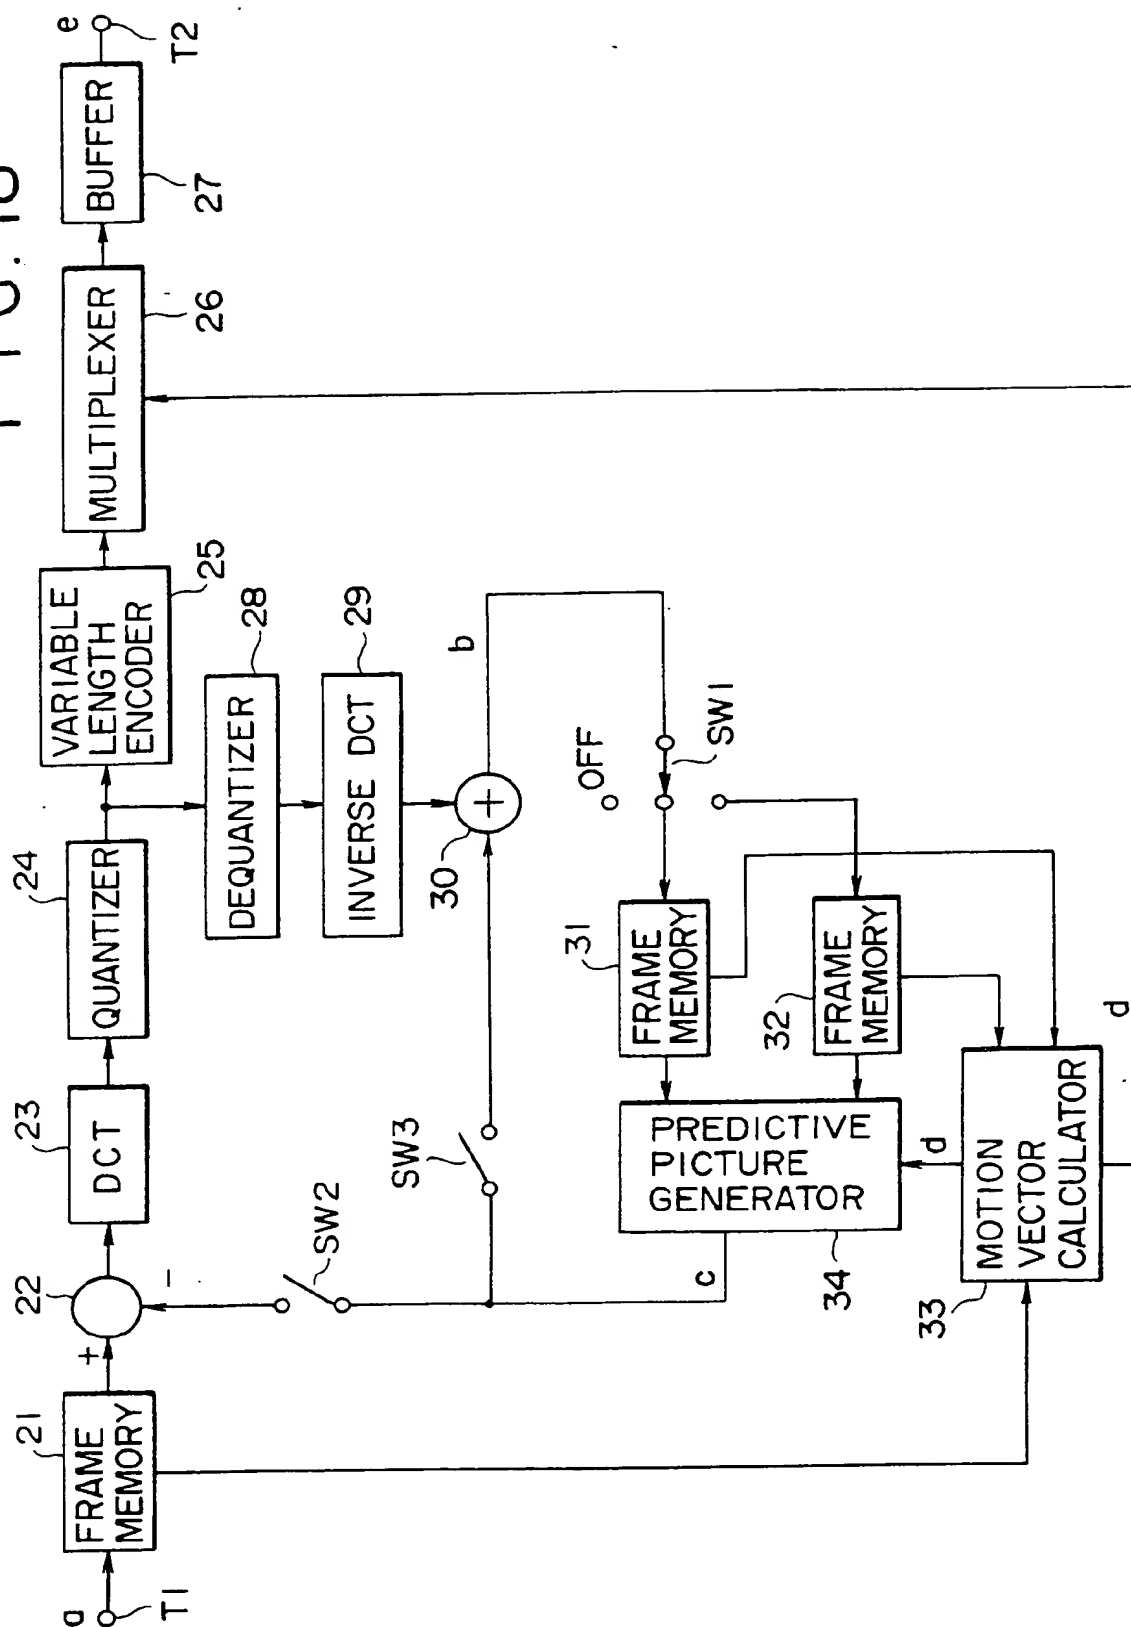 a
T1
21
FRAME
MEMORY
+
22
-
23
DCT
24
QUANTIZER
VARIABLE
LENGTH
ENCODER
25
MULTIPLEXER
26
BUFFER
27
e
T2
DEQUANTIZER
28
INVERSE DCT
29
+
30
b
SW2
SW3
OFF
SW1
31
FRAME
MEMORY
32
FRAME
MEMORY
PREDICTIVE
PICTURE
GENERATOR
34
c
d
MOTION
VECTOR
CALCULATOR
33
d